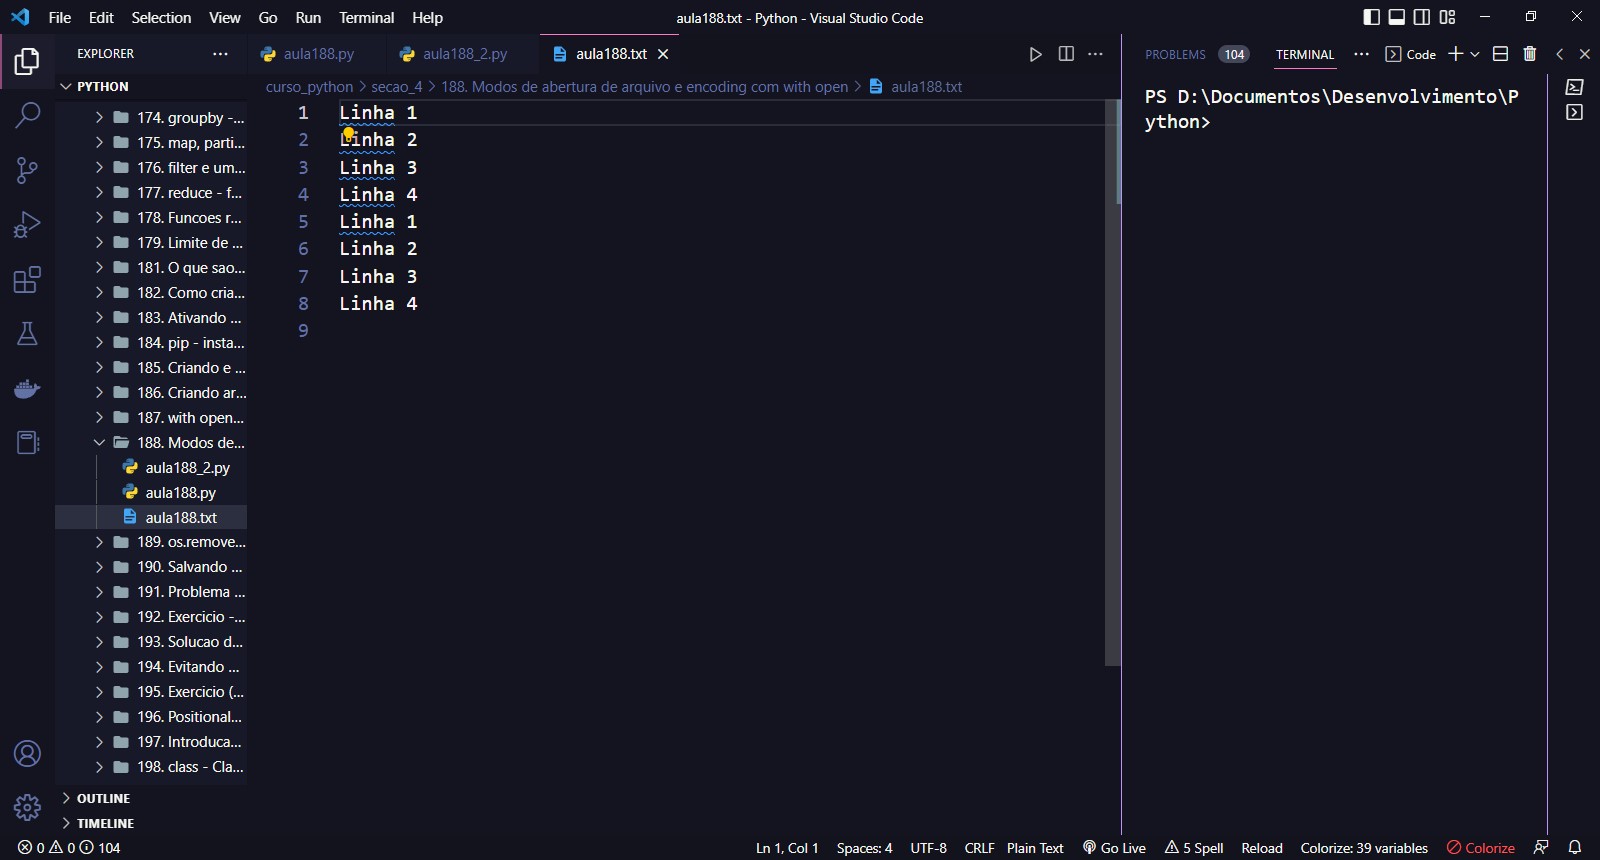 File Edit Selection View Go Run Terminal Help
aula188.txt - Python - Visual Studio Code
EXPLORER ...
PYTHON
174. groupby -...
175. map, parti...
176. filter e um...
177. reduce - f...
178. Funcoes r...
179. Limite de ...
181. O que sao...
182. Como cria...
183. Ativando ...
184. pip - insta...
185. Criando e ...
186. Criando ar...
187. with open...
188. Modos de...
aula188_2.py
aula188.py
aula188.txt
189. os.remove...
190. Salvando ...
191. Problema ...
192. Exercicio -...
193. Solucao d...
194. Evitando ...
195. Exercicio (...
196. Positional...
197. Introduca...
198. class - Cla...
OUTLINE
TIMELINE
aula188.py aula188_2.py aula188.txt
curso_python > secao_4 > 188. Modos de abertura de arquivo e encoding com with open > aula188.txt
1 Linha 1
2 Linha 2
3 Linha 3
4 Linha 4
5 Linha 1
6 Linha 2
7 Linha 3
8 Linha 4
9
PROBLEMS 104 TERMINAL ... Code
PS D:\Documentos\Desenvolvimento\P
ython>
0 0 104
Ln 1, Col 1 Spaces: 4 UTF-8 CRLF Plain Text Go Live 5 Spell Reload Colorize: 39 variables Colorize